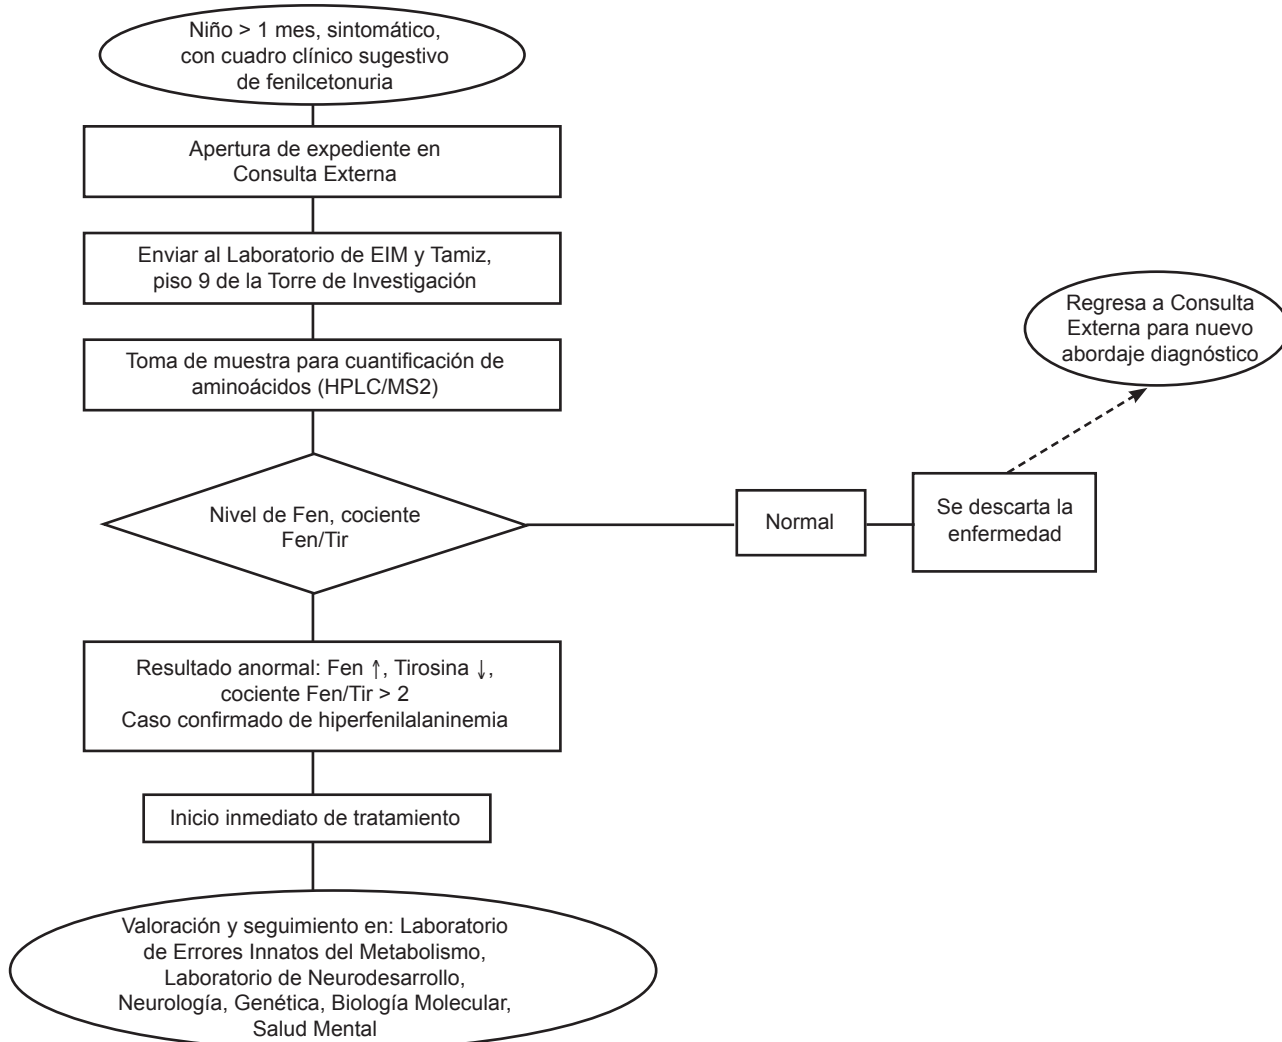 Niño > 1 mes, sintomático,
con cuadro clínico sugestivo
de fenilcetonuria
Apertura de expediente en
Consulta Externa
Enviar al Laboratorio de EIM y Tamiz,
piso 9 de la Torre de Investigación
Toma de muestra para cuantificación de
aminoácidos (HPLC/MS2)
Nivel de Fen, cociente
Fen/Tir
Normal
Se descarta la
enfermedad
Regresa a Consulta
Externa para nuevo
abordaje diagnóstico
Resultado anormal: Fen ↑, Tirosina ↓,
cociente Fen/Tir > 2
Caso confirmado de hiperfenilalaninemia
Inicio inmediato de tratamiento
Valoración y seguimiento en: Laboratorio
de Errores Innatos del Metabolismo,
Laboratorio de Neurodesarrollo,
Neurología, Genética, Biología Molecular,
Salud Mental